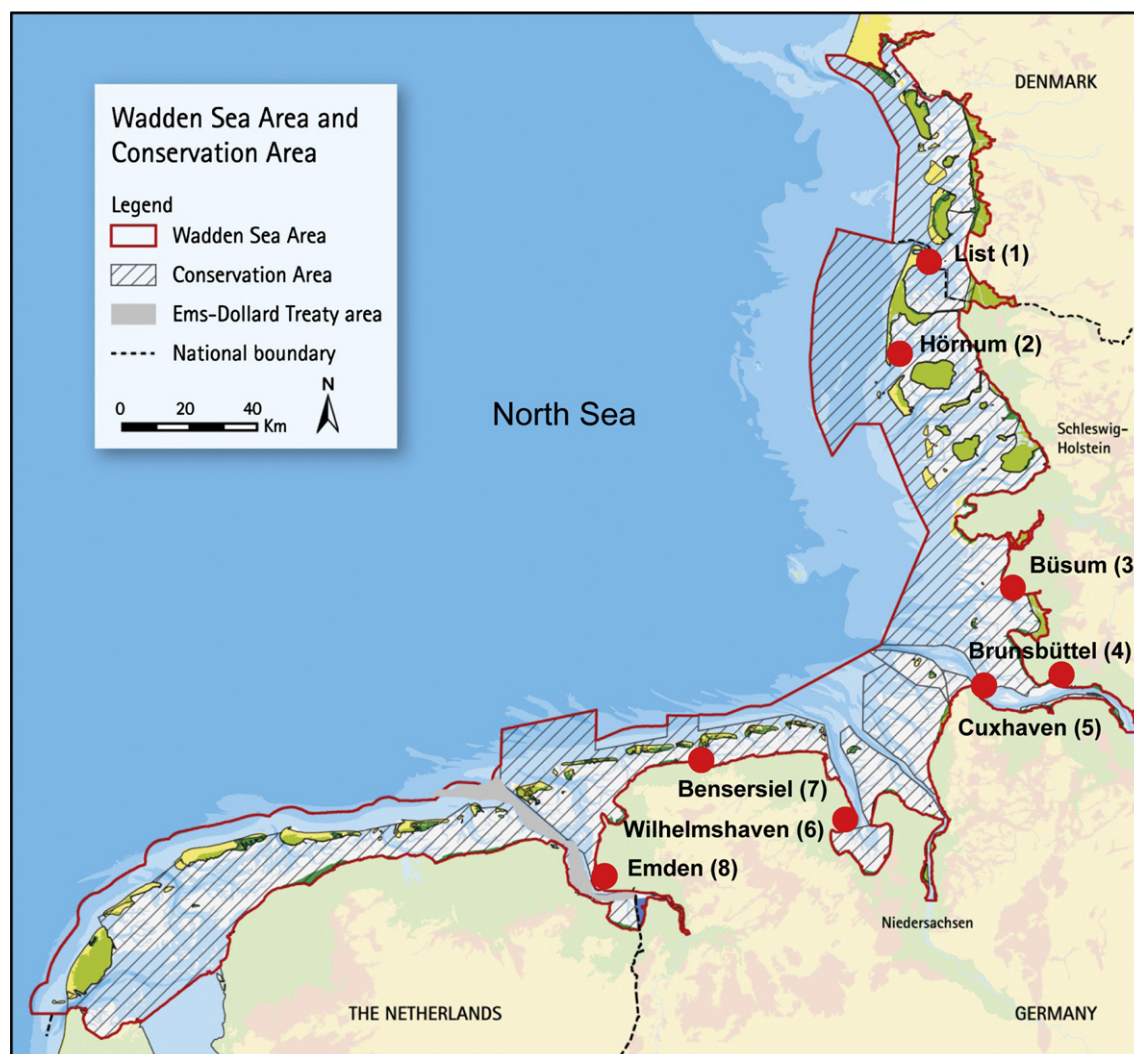 DENMARK
Wadden Sea Area and
Conservation Area
Legend
Wadden Sea Area
Conservation Area
Ems-Dollard Treaty area
National boundary
N
0 20 40
Km
List (1)
Hörnum (2)
North Sea
Schleswig-
Holstein
Büsum (3
Brunsbüttel (4)
Cuxhaven (5)
Bensersiel (7)
Wilhelmshaven (6)
Emden (8)
Niedersachsen
THE NETHERLANDS
GERMANY